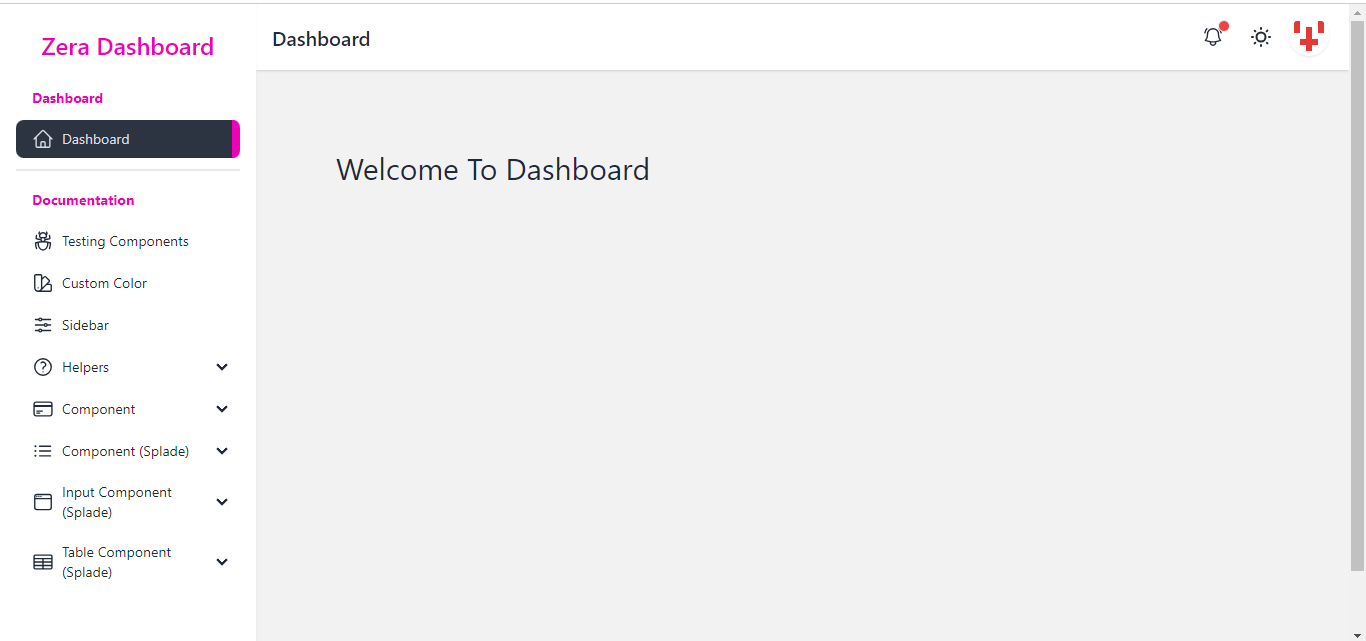 Zera Dashboard
Dashboard
Dashboard
Documentation
Testing Components
Custom Color
Sidebar
Helpers
Component
Component (Splade)
Input Component
(Splade)
Table Component
(Splade)
Dashboard
Welcome To Dashboard